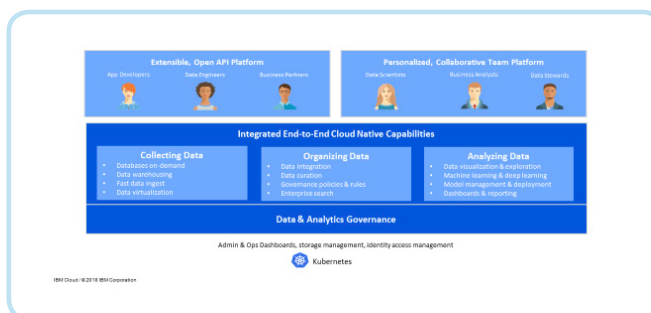 Extensible, Open API Platform
App Developers
Data Engineers
Business Partners
Personalized, Collaborative Team Platform
Data Scientists
Business Analysts
Data Stewards
Integrated End-to-End Cloud Native Capabilities
Collecting Data
• Databases on-demand
• Data warehousing
• Fast data ingest
• Data virtualization
Organizing Data
• Data integration
• Data curation
• Governance policies & rules
• Enterprise search
Analyzing Data
• Data visualization & exploration
• Machine learning & deep learning
• Model management & deployment
• Dashboards & reporting
Data & Analytics Governance
Admin & Ops Dashboards, storage management, identity access management
Kubernetes
IBM Cloud / © 2018 IBM Corporation